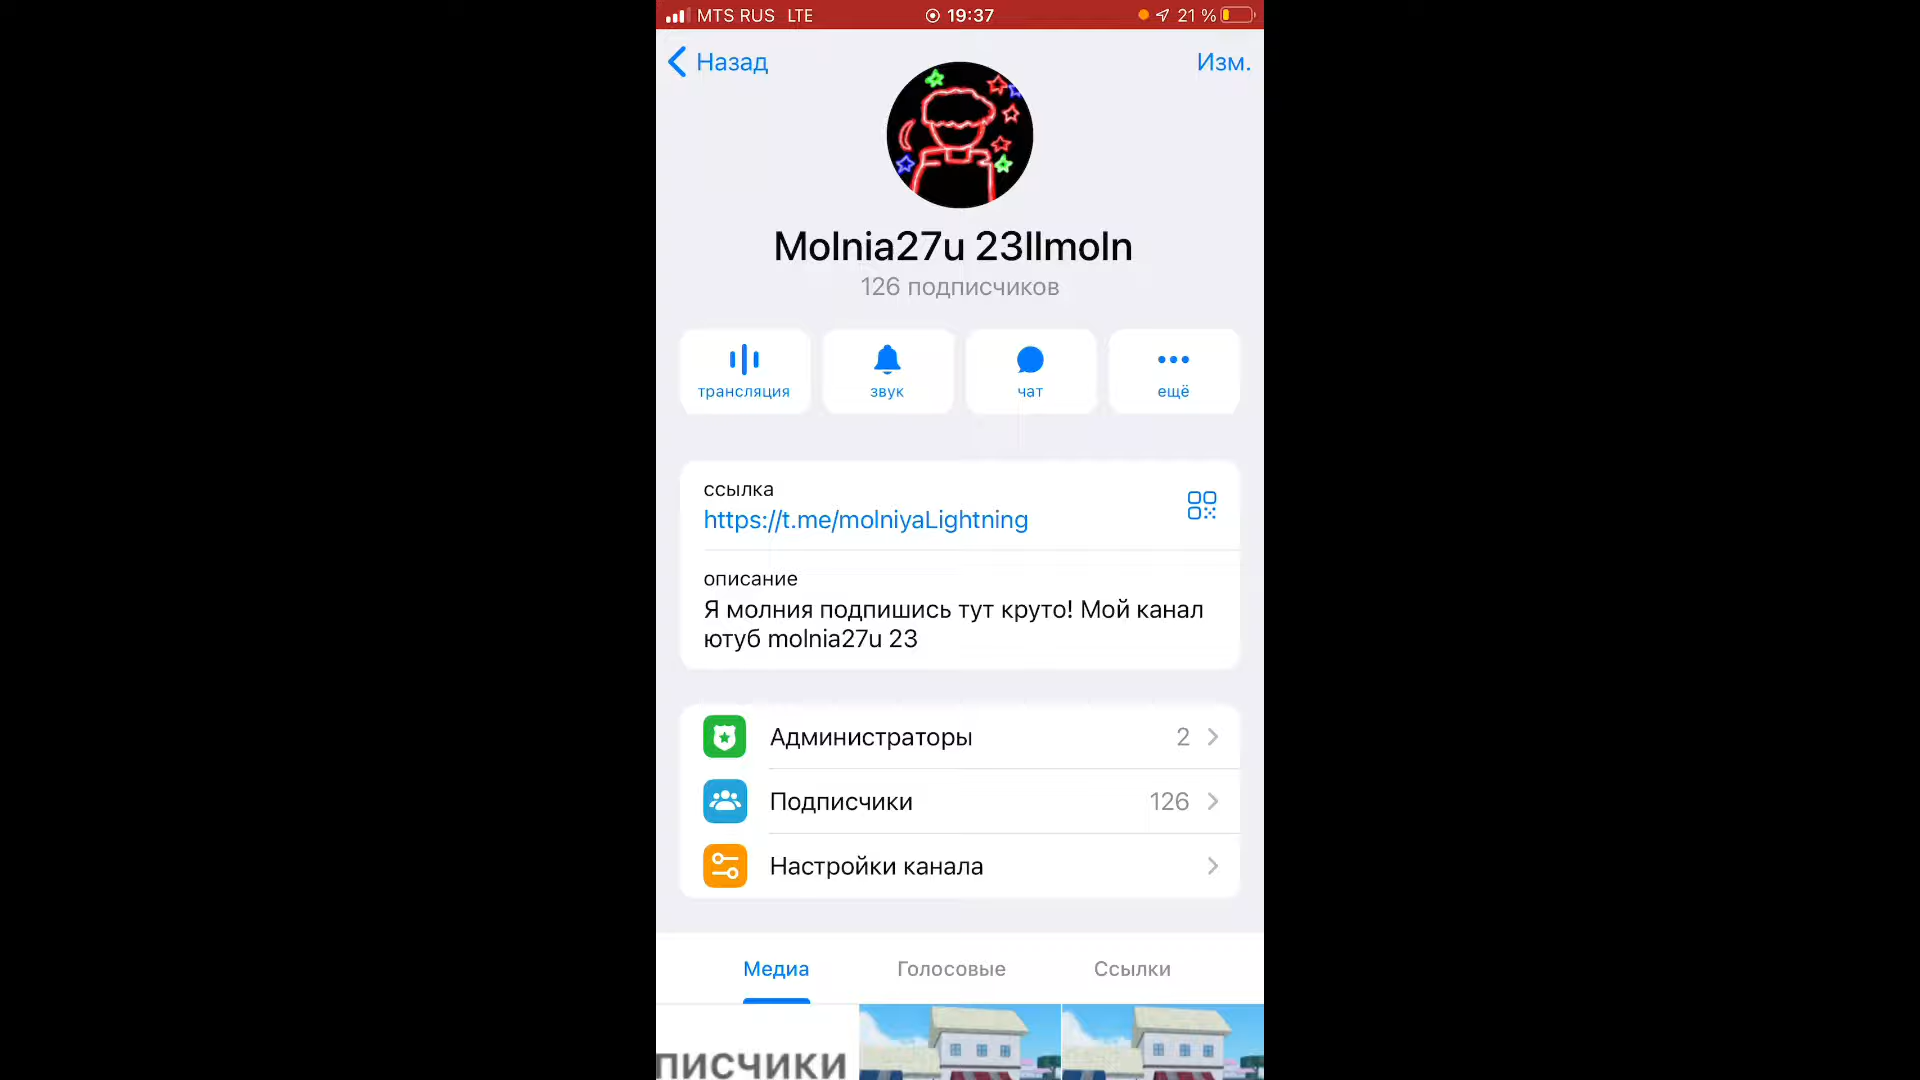 MTS RUS LTE
19:37
21 %
Назад
Изм.
Molnia27u 23llmoln
126 подписчиков
трансляция
звук
чат
ещё
ссылка
https://t.me/molniyaLightning
описание
Я молния подпишись тут круто! Мой канал
ютуб molnia27u 23
Администраторы
2
Подписчики
126
Настройки канала
Медиа
Голосовые
Ссылки
писчики